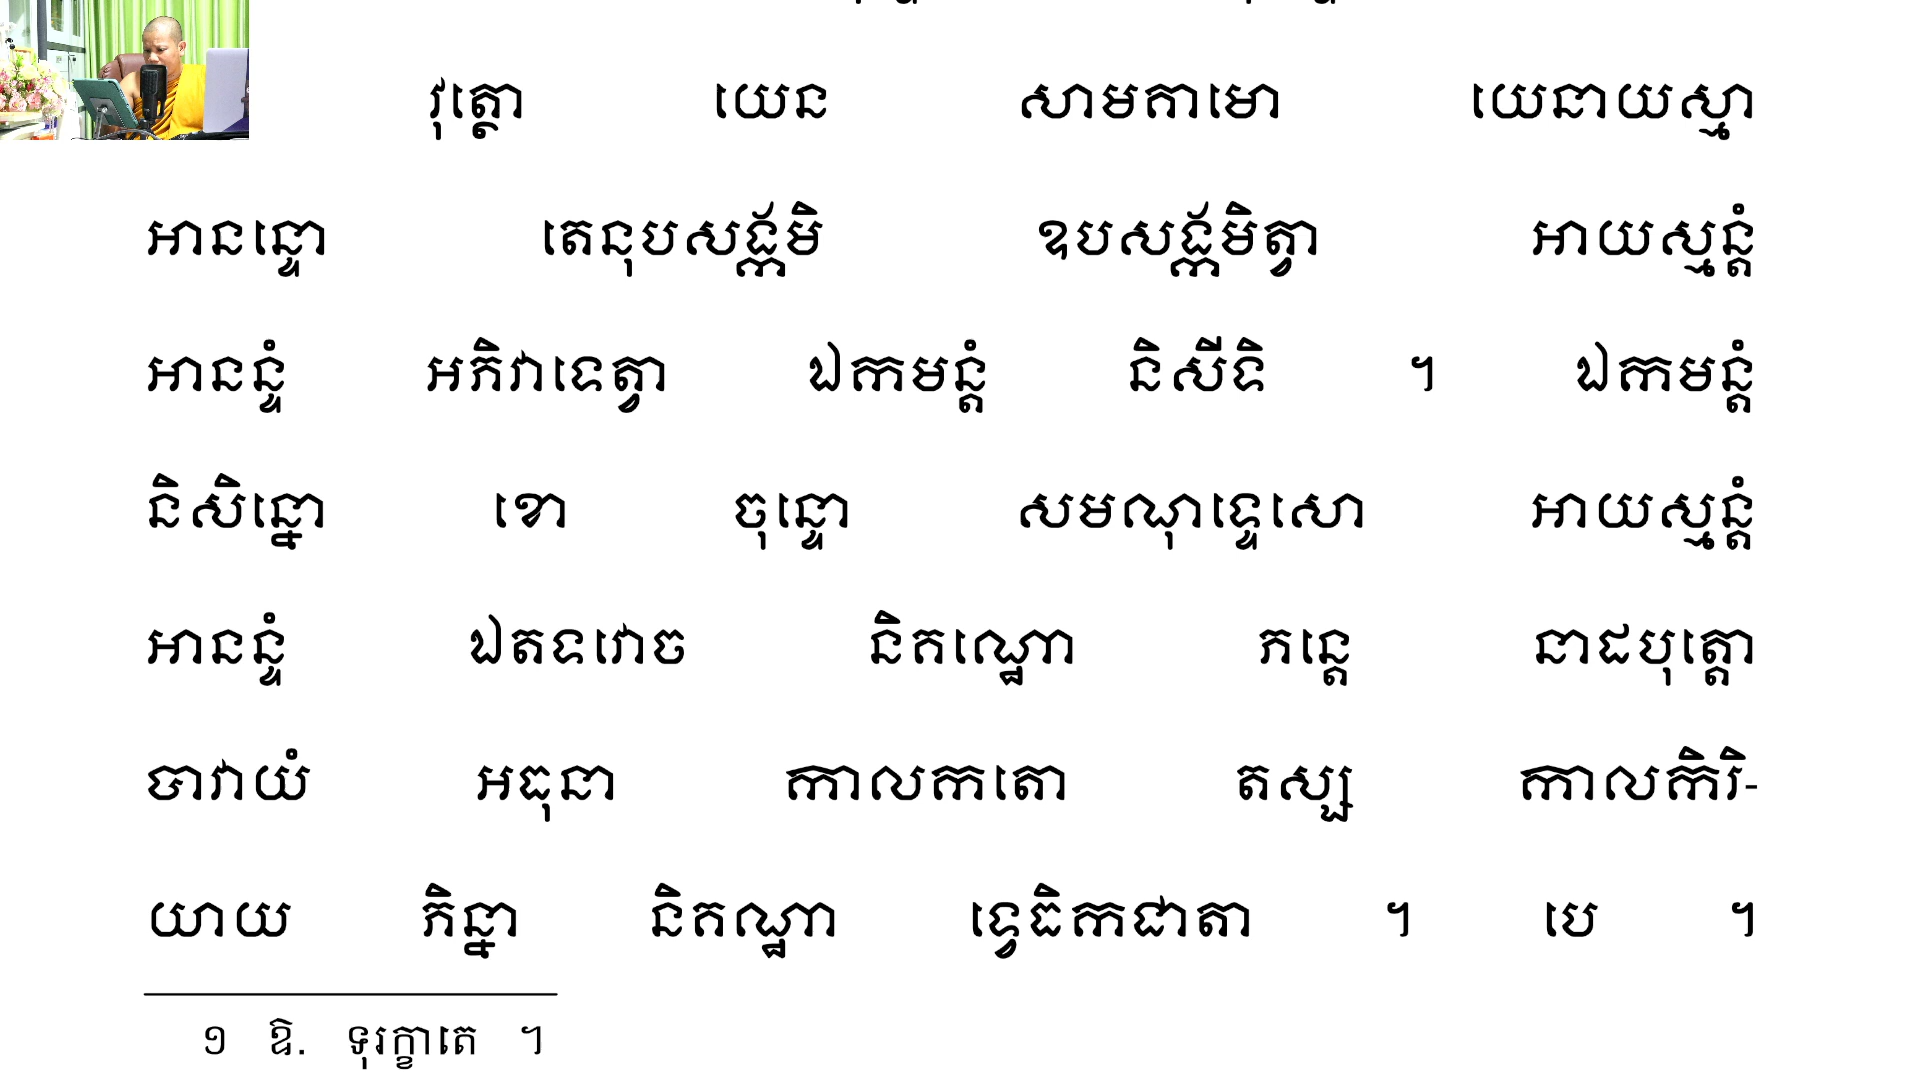 វុត្ថោ យេន សាមគាមោ យេនាយស្មា
អានន្ទោ តេនុបសង្ក័មិ ឧបសង្ក័មិត្វា អាយស្មន្តំ
អានន្ទំ អភិវាទេត្វា ឯកមន្តំ និសីទិ ។ ឯកមន្តំ
និសិន្នោ ខោ ចុន្ទោ សមណុទ្ទេសោ អាយស្មន្តំ
អានន្ទំ ឯតទវោច និគណ្ឋោ ភន្តេ នាដបុត្តោ
បាវាយំ អធុនា កាលកតោ តស្ស កាលកិរិ-
យាយ ភិន្នា និគណ្ឋា ទ្វេធិកជាតា ។ បេ ។
១ ឱ. ទុរក្ខាតេ ។